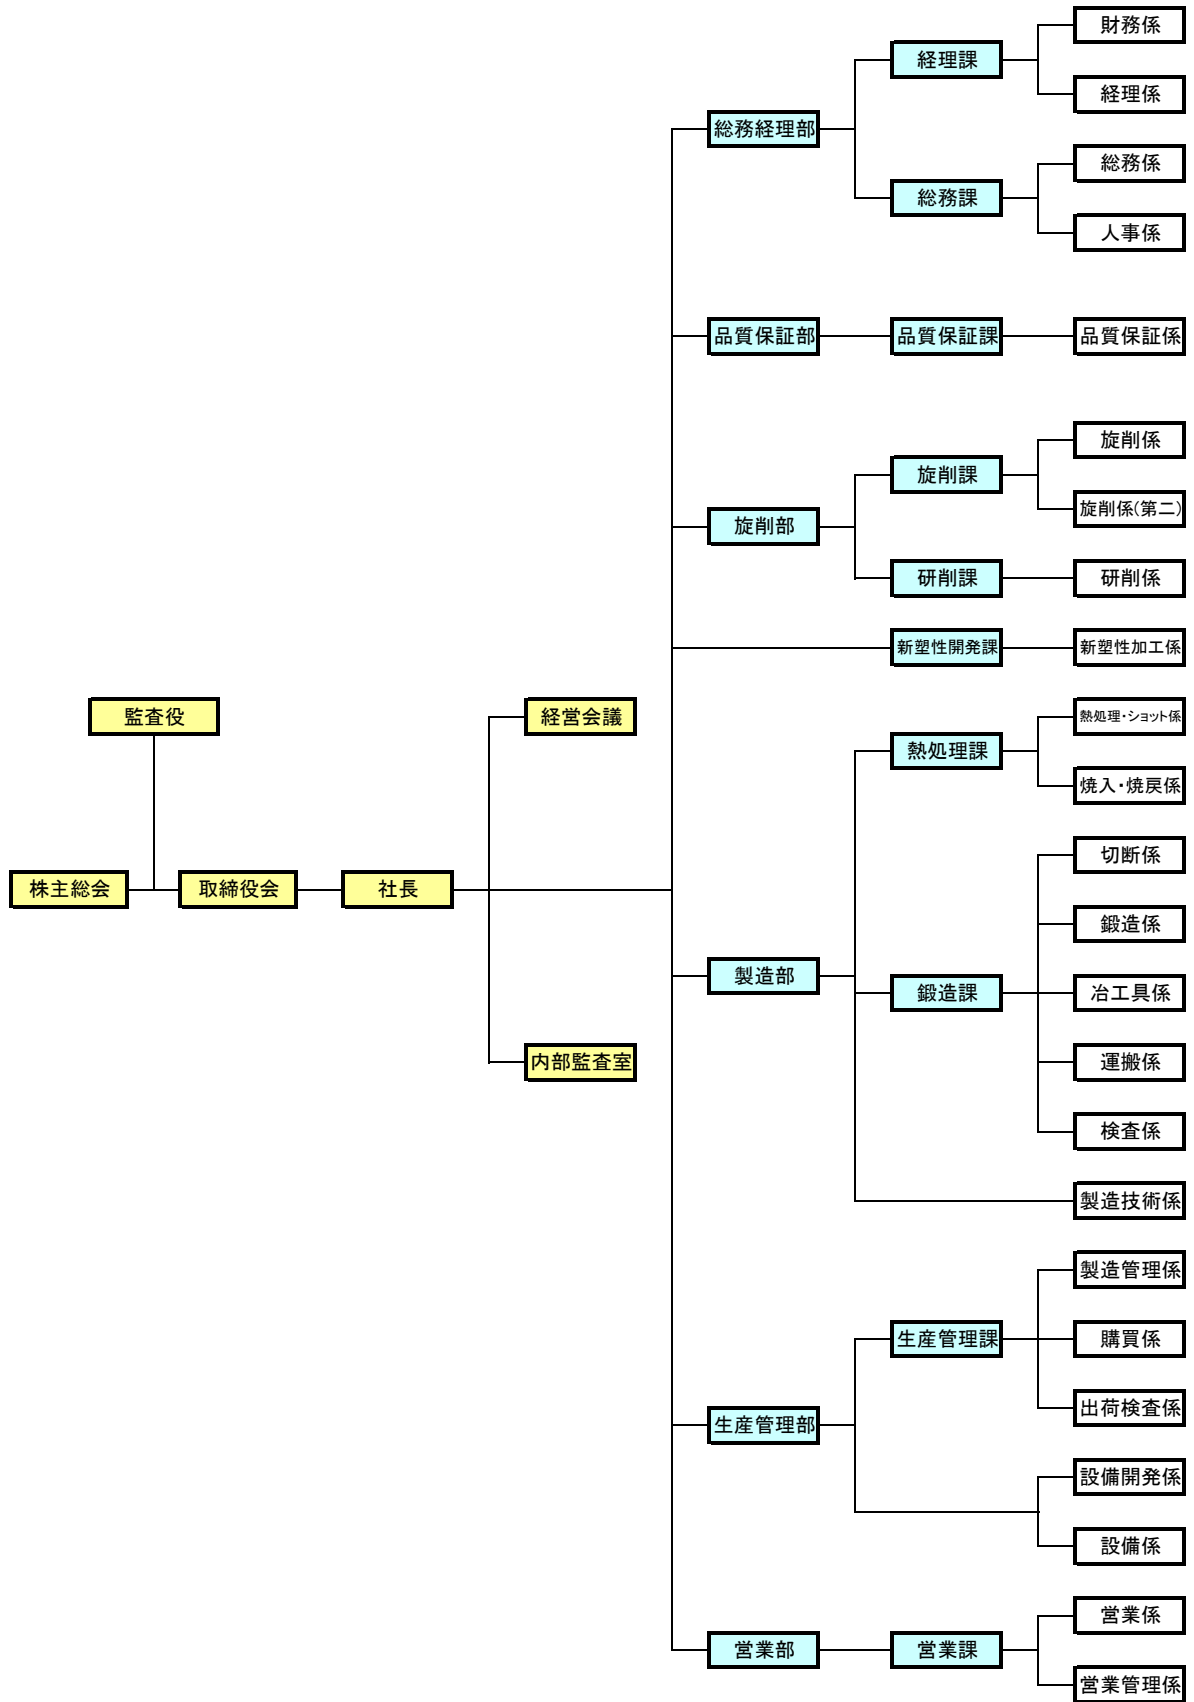 財務係
経理課
経理係
総務経理部
総務係
総務課
人事係
品質保証部
品質保証課
品質保証係
旋削係
旋削課
旋削係(第二)
旋削部
研削課
研削係
新塑性開発課
新塑性加工係
監査役
経営会議
熱処理・ショット係
熱処理課
焼入・焼戻係
切断係
株主総会
取締役会
社長
鍛造係
製造部
鍛造課
冶工具係
内部監査室
運搬係
検査係
製造技術係
製造管理係
生産管理課
購買係
出荷検査係
生産管理部
設備開発係
設備係
営業係
営業部
営業課
営業管理係